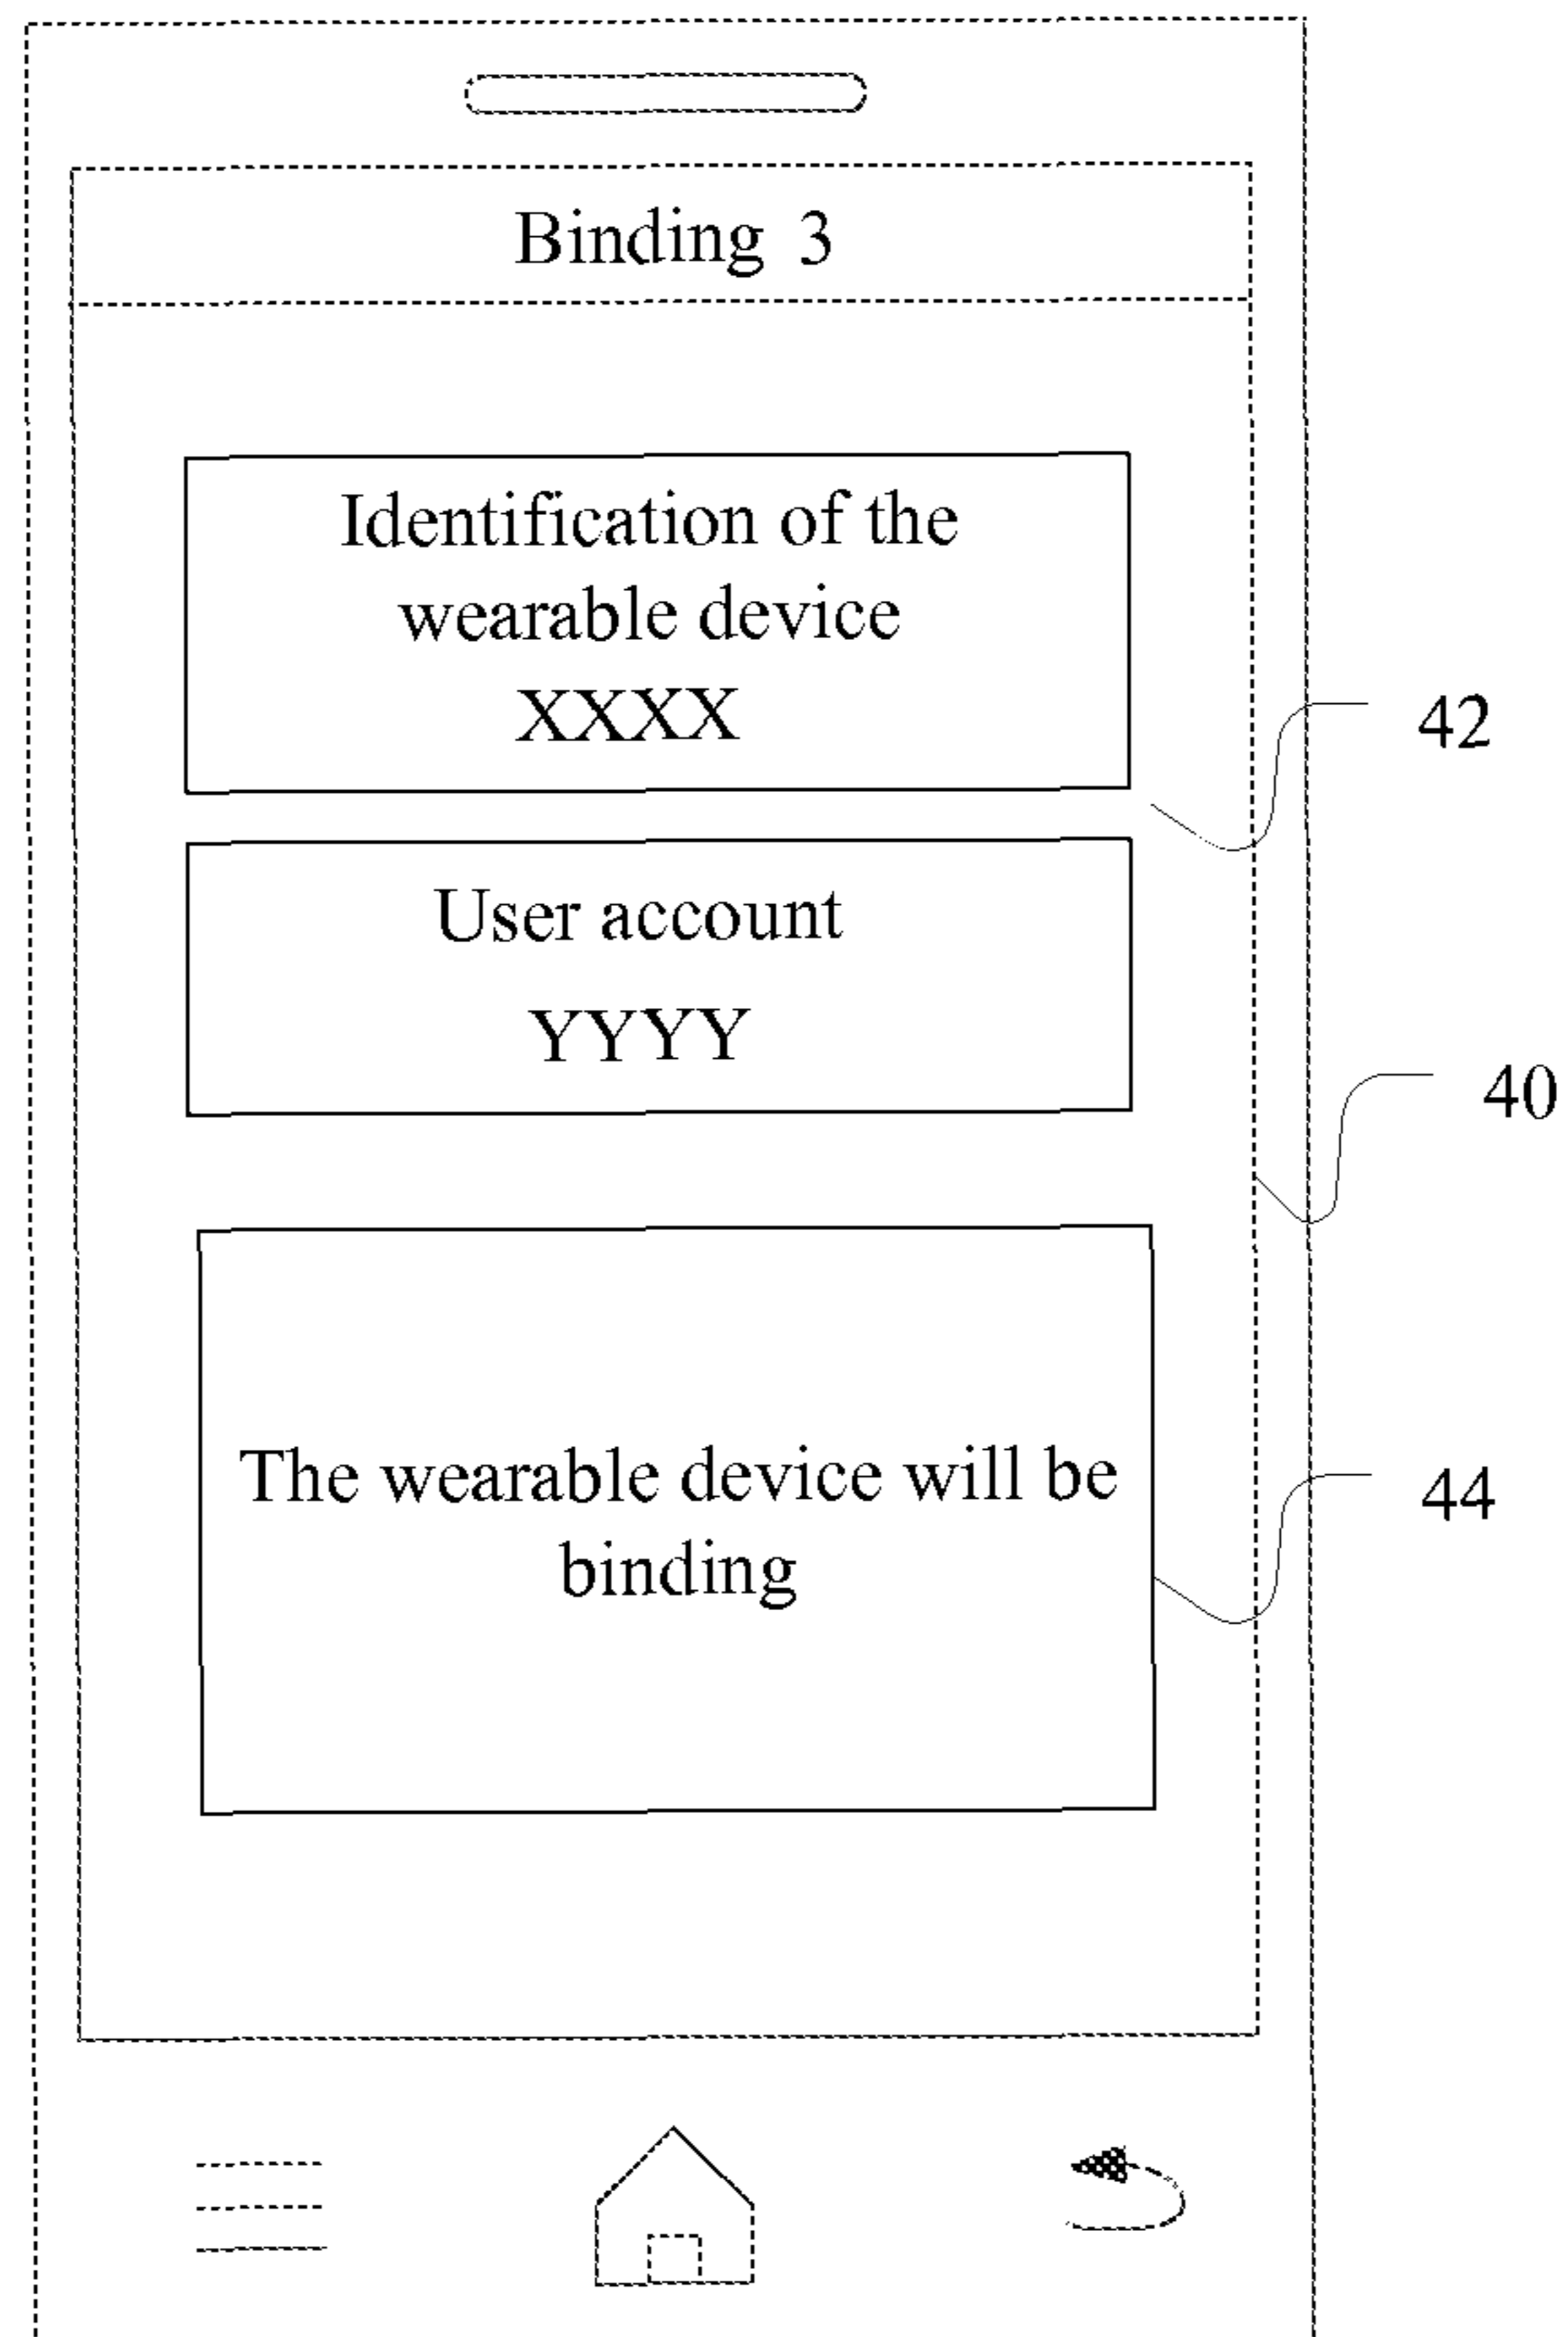 Binding 3
Identification of the
wearable device
XXXX
42
User account
YYYY
40
The wearable device will be
44
binding